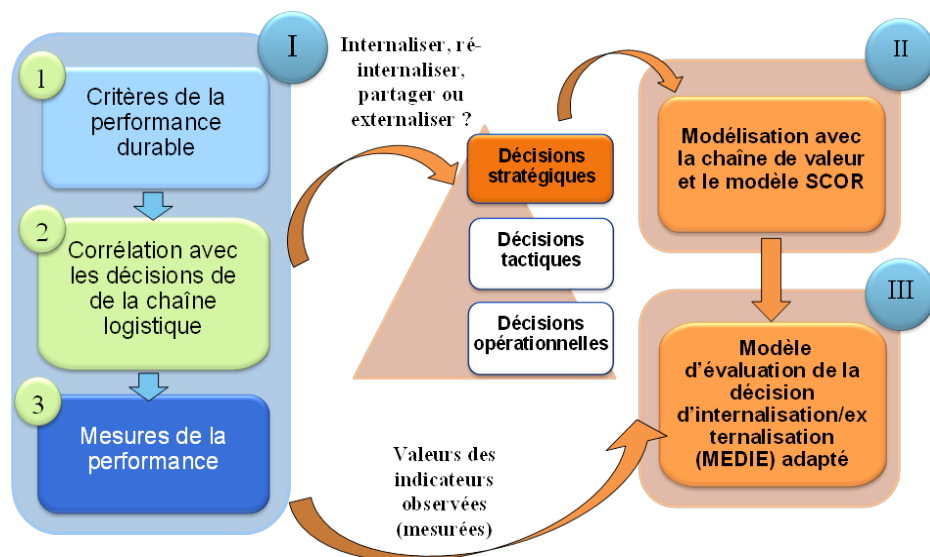 I
1
Critères de la
performance
durable
2
Corrélation avec
les décisions de
de la chaîne
logistique
3
Mesures de la
performance
Internaliser, ré-
internaliser,
partager ou
externaliser ?
Décisions
stratégiques
Décisions
tactiques
Décisions
opérationnelles
Valeurs des
indicateurs
observées
(mesurées)
II
Modélisation avec
la chaîne de valeur
et le modèle SCOR
III
Modèle
d'évaluation de la
décision
d'internalisation/ex
ternalisation
(MEDIE) adapté